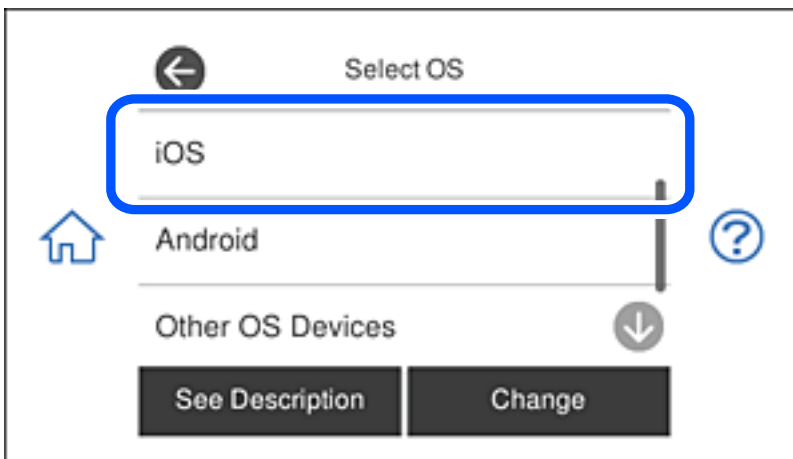 Select OS
iOS
Android
Other OS Devices
See Description
Change